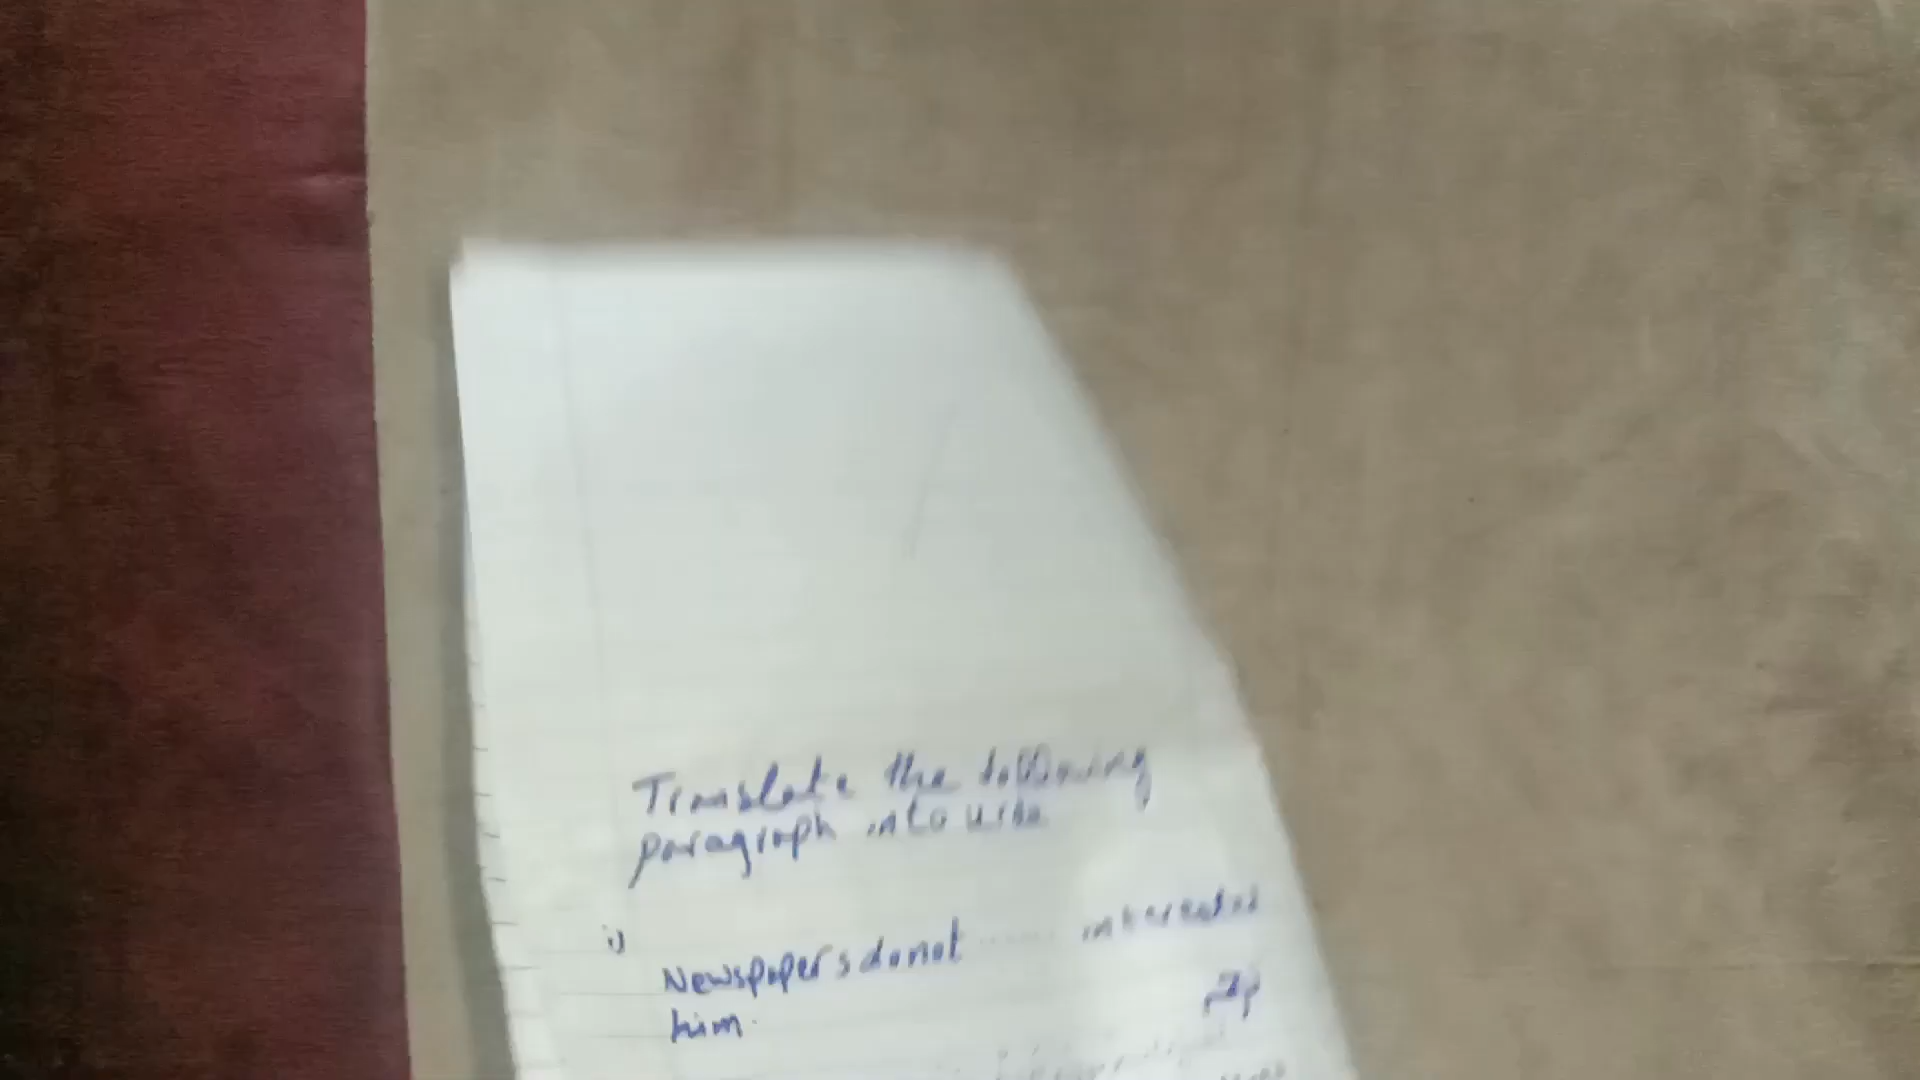 Translate the following
paragraph into urdu
i) Newspapers donot ...... interested
him.